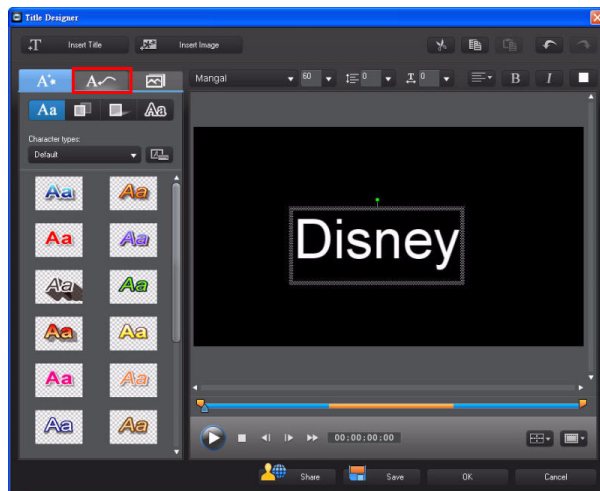 Title Designer
T Insert Title Insert Image
A A Mangal 60 0 T 0 B I
Aa Aa
Character types:
Default
Aa Aa
Aa Aa
Aa Aa
Aa Aa
Aa Aa
Aa Aa
Disney
00:00:00:00
Share Save OK Cancel